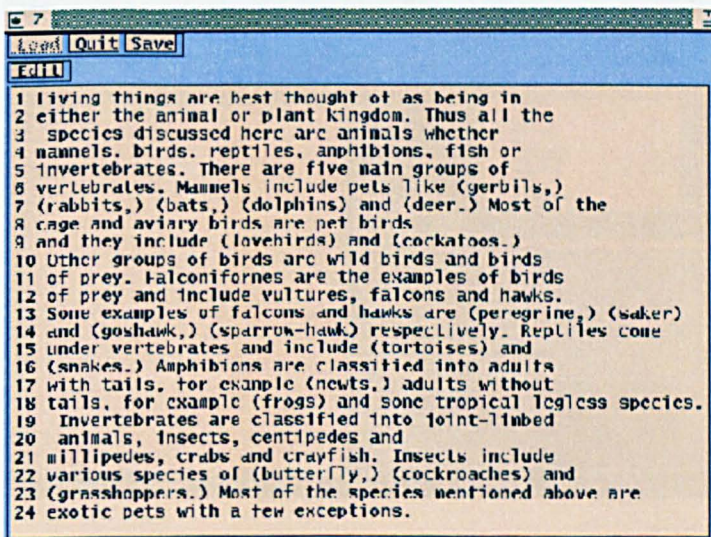 7
Load Quit Save
Edit
1 living things are best thought of as being in
2 either the animal or plant kingdom. Thus all the
3 species discussed here are animals whether
4 mammels. birds. reptiles, amphibions, fish or
5 invertebrates. There are five main groups of
6 vertebrates. Mammels include pets like (gerbils,)
7 (rabbits,) (bats,) (dolphins) and (deer.) Most of the
8 cage and aviary birds are pet birds
9 and they include (lovebirds) and (cockatoos.)
10 Other groups of birds are wild birds and birds
11 of prey. Falconifornes are the examples of birds
12 of prey and include vultures, falcons and hawks.
13 Some examples of falcons and hawks are (peregrine,) (saker)
14 and (goshawk,) (sparrow-hawk) respectively. Reptiles come
15 under vertebrates and include (tortoises) and
16 (snakes.) Amphibions are classified into adults
17 with tails, for example (newts,) adults without
18 tails, for example (frogs) and some tropical legless species.
19 Invertebrates are classified into joint-limbed
20 animals, insects, centipedes and
21 millipedes, crabs and crayfish. Insects include
22 various species of (butterfly,) (cockroaches) and
23 (grasshoppers.) Most of the species mentioned above are
24 exotic pets with a few exceptions.